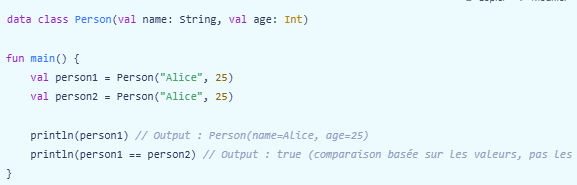 data class Person(val name: String, val age: Int)
fun main() {
val person1 = Person("Alice", 25)
val person2 = Person("Alice", 25)
println(person1) // Output : Person(name=Alice, age=25)
println(person1 == person2) // Output : true (comparaison basée sur les valeurs, pas les
}